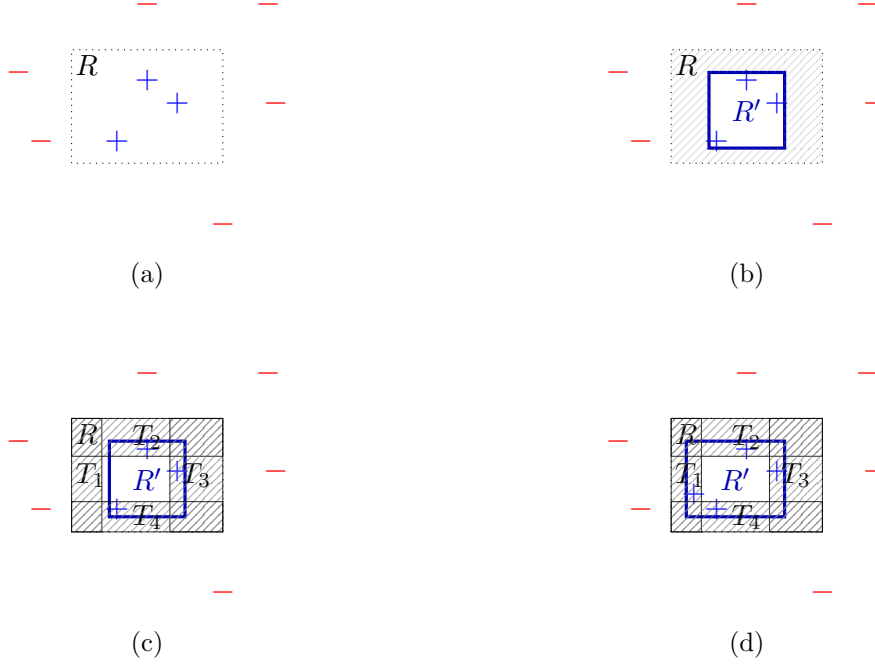 R
(a)
R
R′
(b)
R
T₂
T₁
R′
T₃
T₄
(c)
R
T₂
T₁
R′
T₃
T₄
(d)